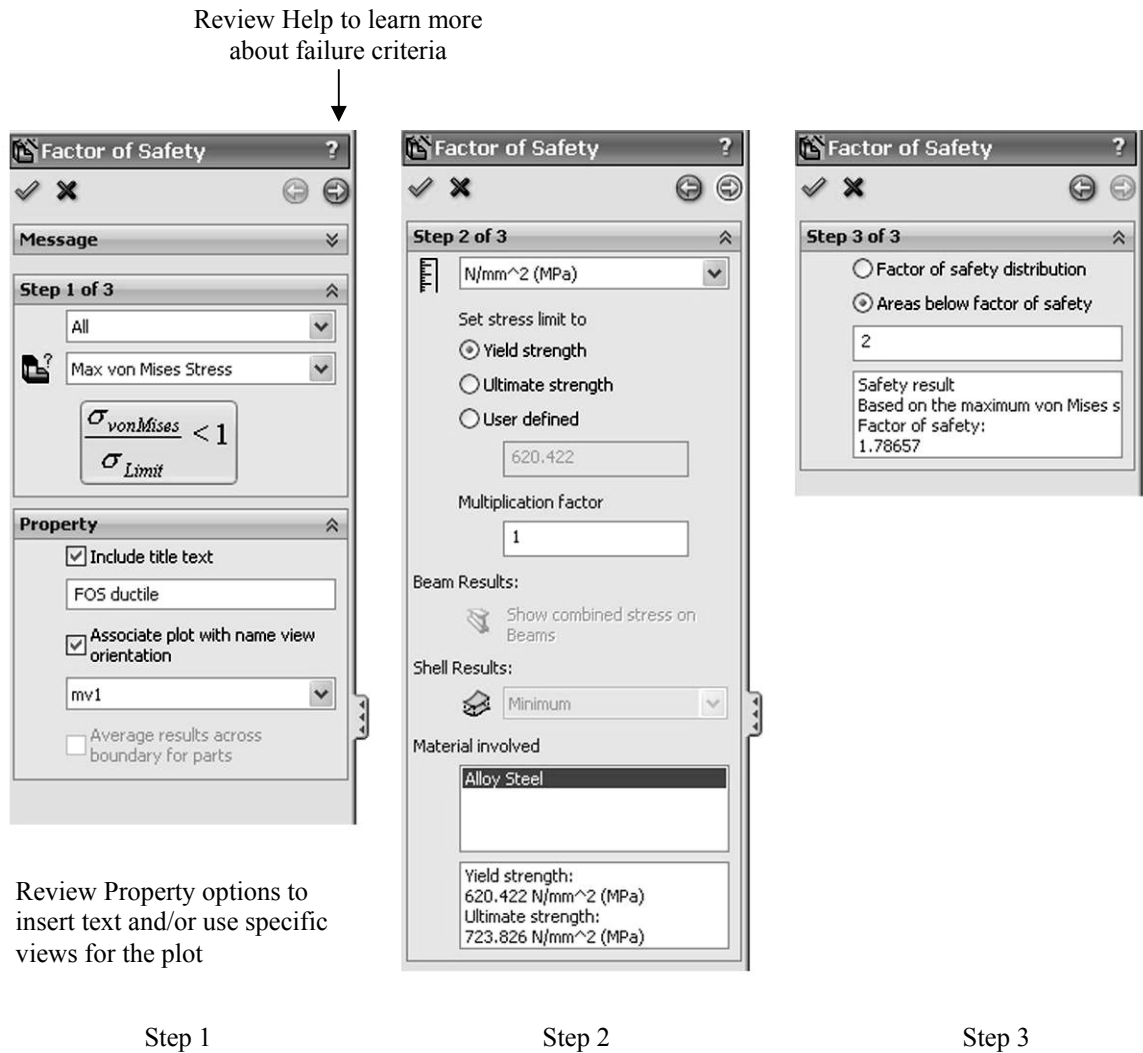 Review Help to learn more
about failure criteria
Factor of Safety ?
Message
Step 1 of 3
All
Max von Mises Stress
σvonMises
σLimit
< 1
Property
Include title text
FOS ductile
Associate plot with name view
orientation
mv1
Average results across
boundary for parts
Review Property options to
insert text and/or use specific
views for the plot
Step 1
Factor of Safety ?
Step 2 of 3
N/mm^2 (MPa)
Set stress limit to
Yield strength
Ultimate strength
User defined
620.422
Multiplication factor
1
Beam Results:
Show combined stress on
Beams
Shell Results:
Minimum
Material involved
Alloy Steel
Yield strength:
620.422 N/mm^2 (MPa)
Ultimate strength:
723.826 N/mm^2 (MPa)
Step 2
Factor of Safety ?
Step 3 of 3
Factor of safety distribution
Areas below factor of safety
2
Safety result
Based on the maximum von Mises s
Factor of safety:
1.78657
Step 3